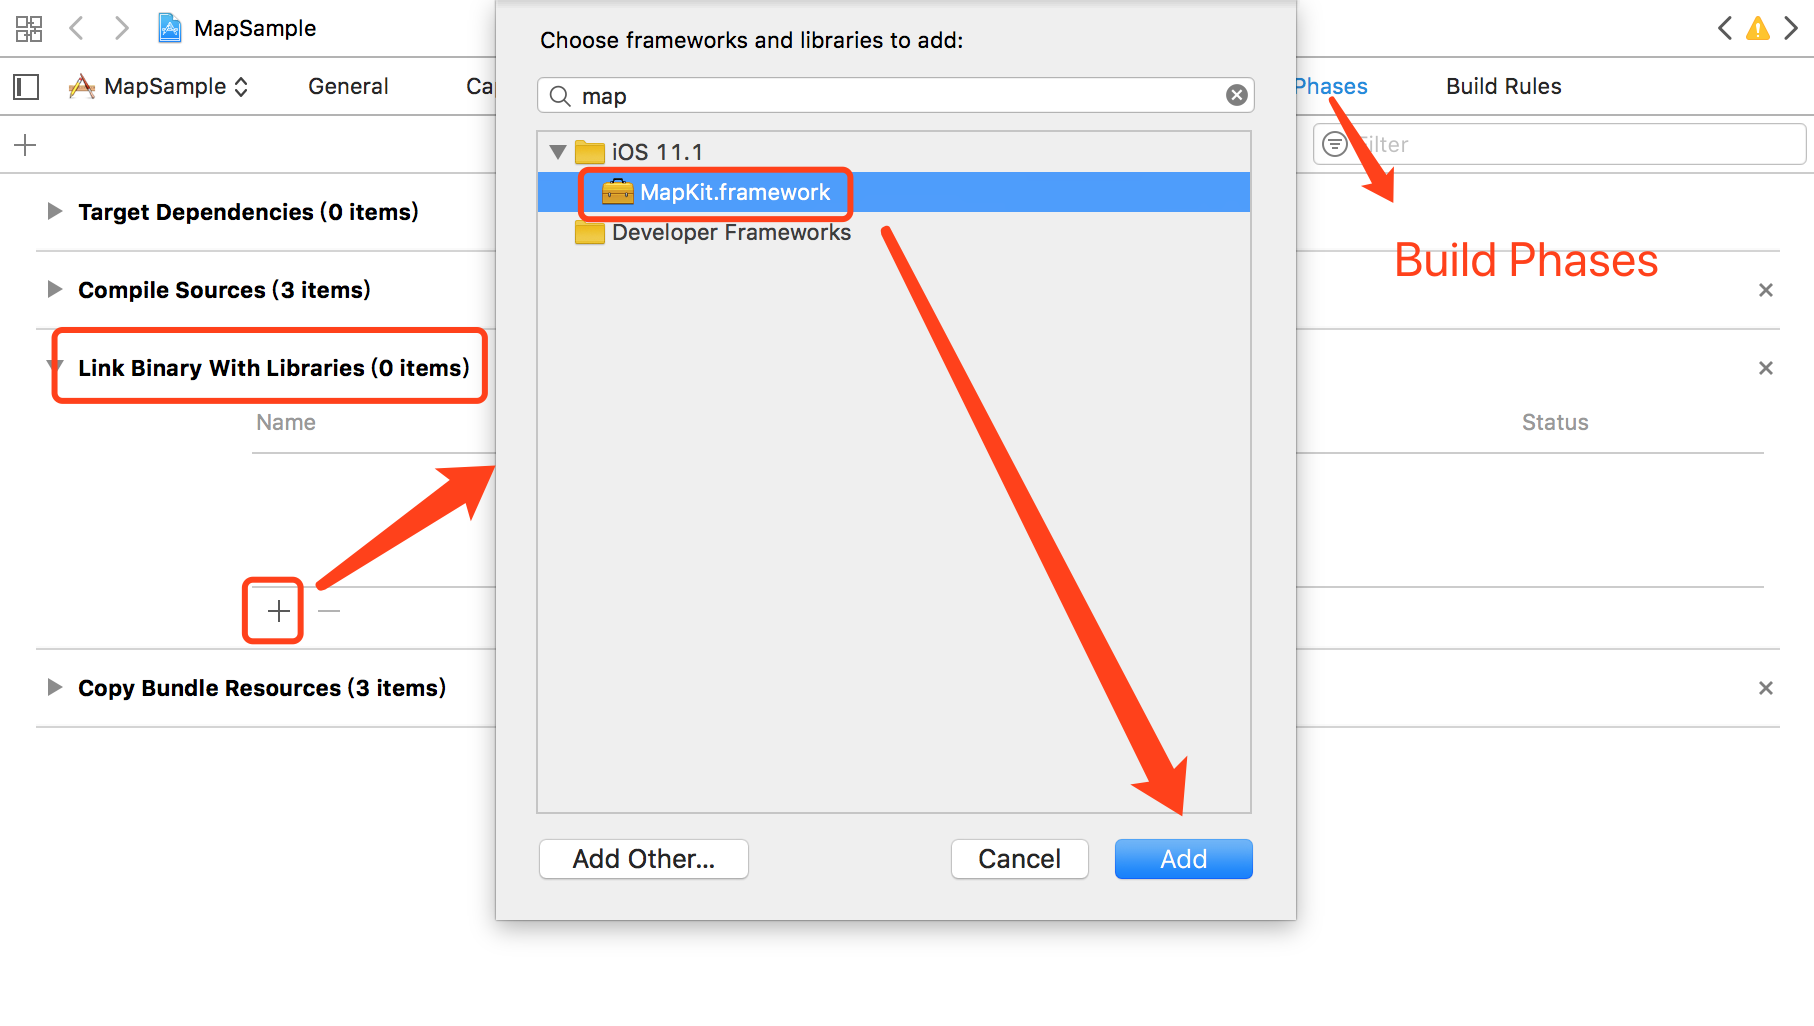 MapSample
Choose frameworks and libraries to add:
MapSample
General
Ca
Phases
Build Rules
map
Filter
iOS 11.1
MapKit.framework
Developer Frameworks
Target Dependencies (0 items)
Build Phases
Compile Sources (3 items)
Link Binary With Libraries (0 items)
Name
Status
Copy Bundle Resources (3 items)
Add Other...
Cancel
Add